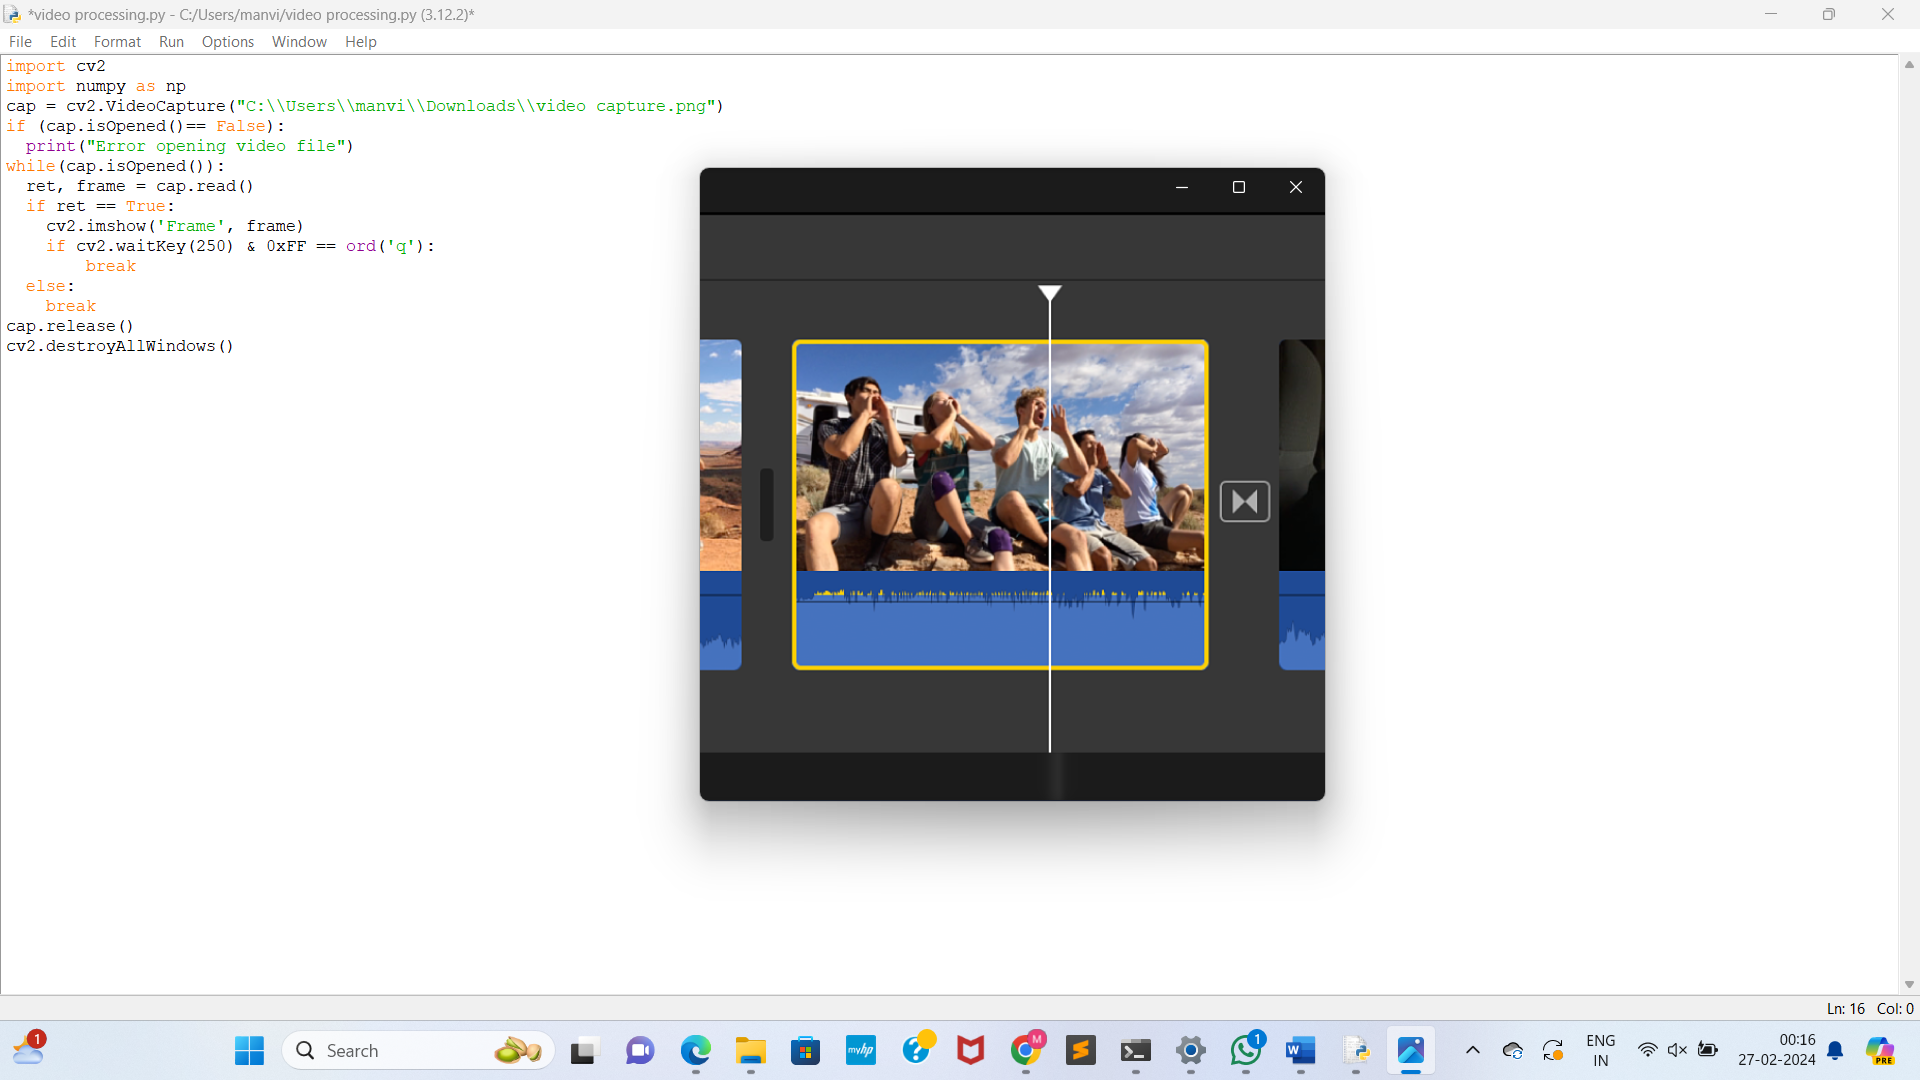 *video processing.py - C:/Users/manvi/video processing.py (3.12.2)*
File Edit Format Run Options Window Help
import cv2
import numpy as np
cap = cv2.VideoCapture("C:\\Users\\manvi\\Downloads\\video capture.png")
if (cap.isOpened()== False):
  print("Error opening video file")
while(cap.isOpened()):
  ret, frame = cap.read()
  if ret == True:
    cv2.imshow('Frame', frame)
    if cv2.waitKey(250) & 0xFF == ord('q'):
        break
  else:
    break
cap.release()
cv2.destroyAllWindows()
Ln: 16 Col: 0
1
Search
myhp
?
M
S
1
W
ENG
IN
00:16
27-02-2024
PRE